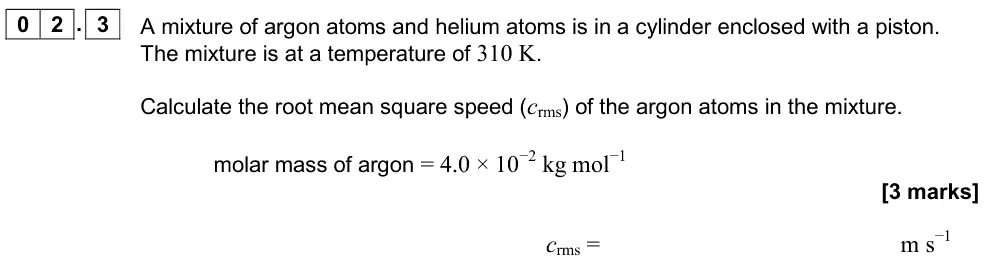 0 2 . 3 A mixture of argon atoms and helium atoms is in a cylinder enclosed with a piston.
The mixture is at a temperature of 310 K.
Calculate the root mean square speed (c_rms) of the argon atoms in the mixture.
molar mass of argon = 4.0 × 10⁻² kg mol⁻¹
[3 marks]
c_rms = m s⁻¹